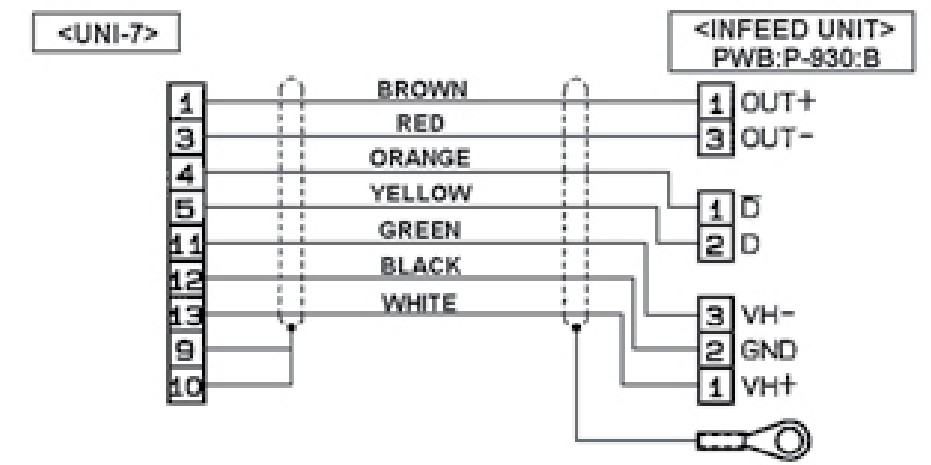 <UNI-7>
<INFEED UNIT>
PWB:P-930:B
1 BROWN 1 OUT+
3 RED 3 OUT-
4 ORANGE 1 D̅
5 YELLOW 2 D
11 GREEN 3 VH-
12 BLACK 2 GND
13 WHITE 1 VH+
9
10